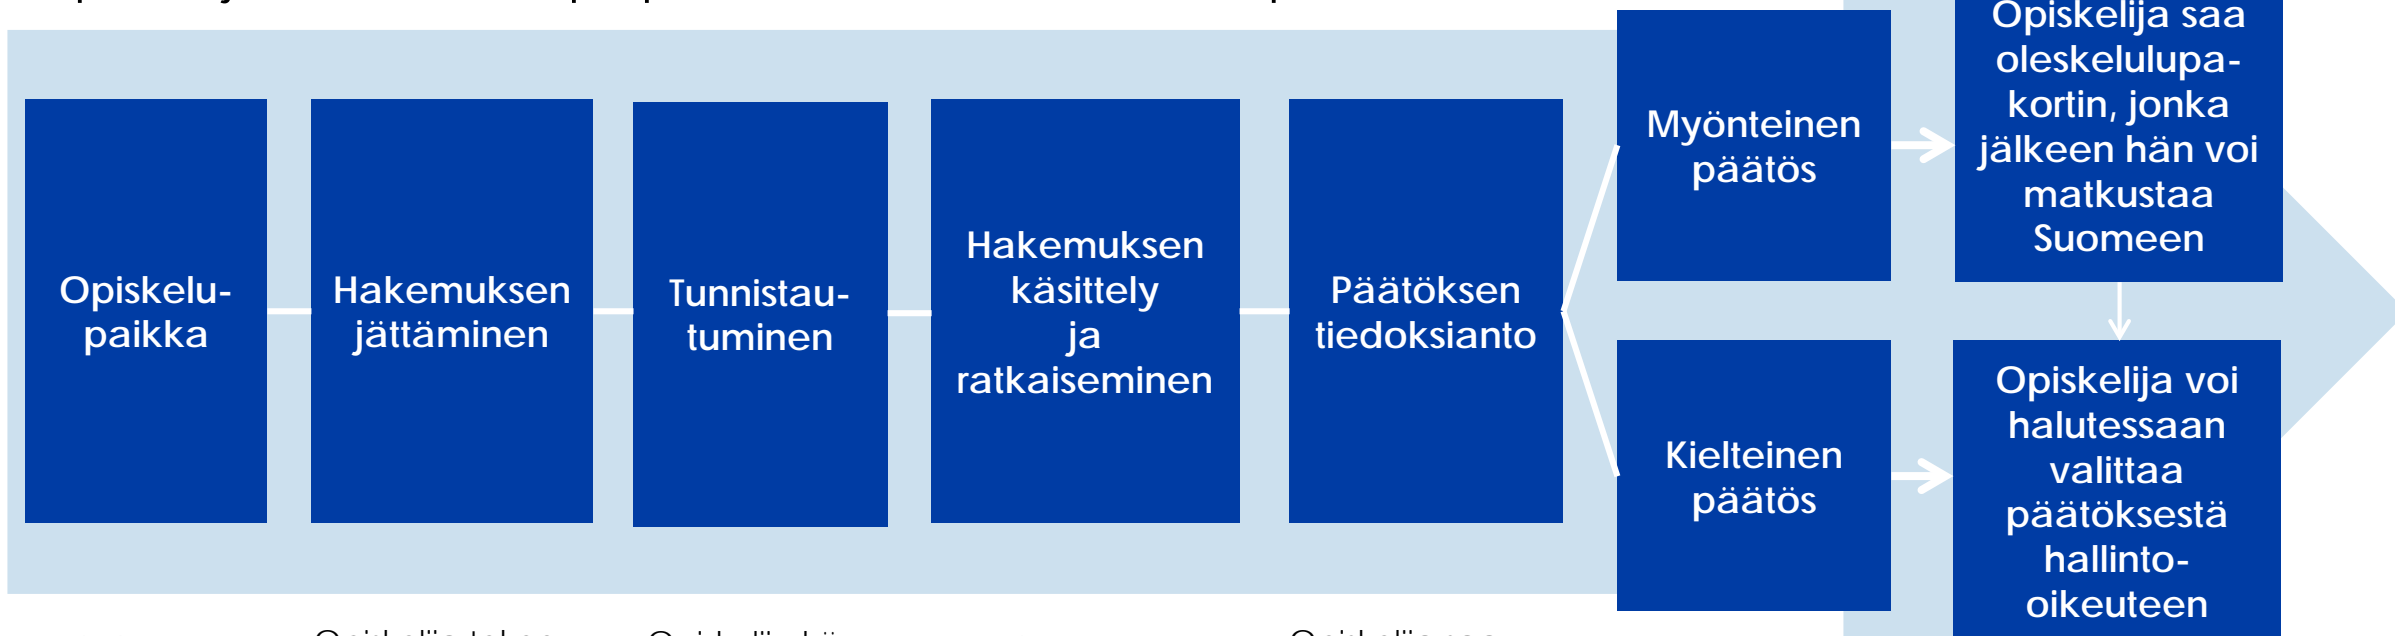 Opiskelu-
paikka
Hakemuksen
jättäminen
Tunnistau-
tuminen
Hakemuksen
käsittely
ja
ratkaiseminen
Päätöksen
tiedoksianto
Myönteinen
päätös
Kielteinen
päätös
Opiskelija saa
oleskelulupa-
kortin, jonka
jälkeen hän voi
matkustaa
Suomeen
Opiskelija voi
halutessaan
valittaa
päätöksestä
hallinto-
oikeuteen